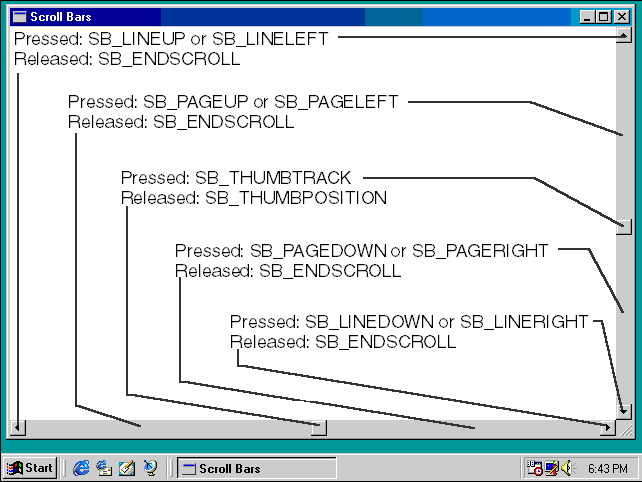 Scroll Bars
Pressed: SB_LINEUP or SB_LINELEFT
Released: SB_ENDSCROLL
Pressed: SB_PAGEUP or SB_PAGELEFT
Released: SB_ENDSCROLL
Pressed: SB_THUMBTRACK
Released: SB_THUMBPOSITION
Pressed: SB_PAGEDOWN or SB_PAGERIGHT
Released: SB_ENDSCROLL
Pressed: SB_LINEDOWN or SB_LINERIGHT
Released: SB_ENDSCROLL
Start
Scroll Bars
6:43 PM